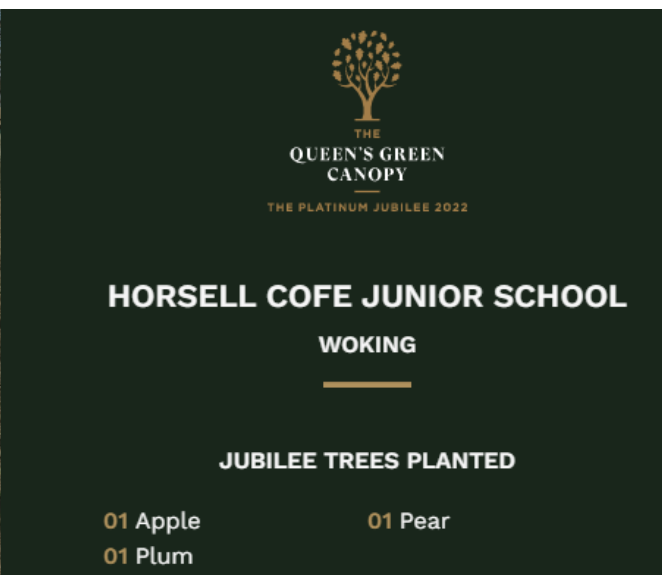 THE
QUEEN'S GREEN
CANOPY
THE PLATINUM JUBILEE 2022
HORSELL COFE JUNIOR SCHOOL
WOKING
JUBILEE TREES PLANTED
01 Apple
01 Pear
01 Plum